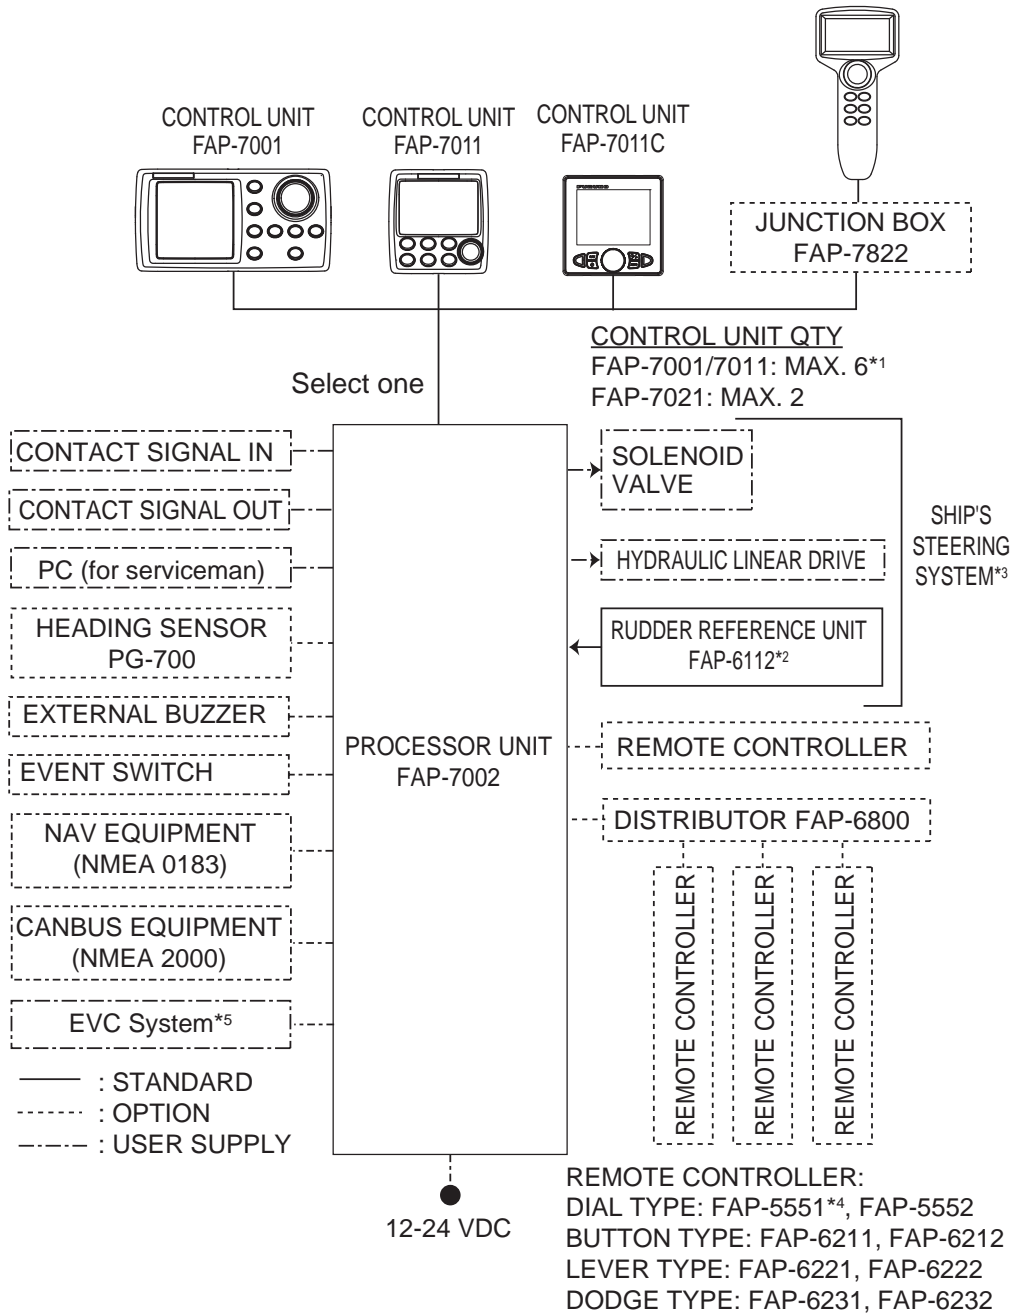 CONTROL UNIT
FAP-7001
CONTROL UNIT
FAP-7011
CONTROL UNIT
FAP-7011C
JUNCTION BOX
FAP-7822
CONTROL UNIT QTY
FAP-7001/7011: MAX. 6*1
FAP-7021: MAX. 2
Select one
CONTACT SIGNAL IN
CONTACT SIGNAL OUT
PC (for serviceman)
HEADING SENSOR
PG-700
EXTERNAL BUZZER
EVENT SWITCH
NAV EQUIPMENT
(NMEA 0183)
CANBUS EQUIPMENT
(NMEA 2000)
EVC System*5
: STANDARD
: OPTION
: USER SUPPLY
PROCESSOR UNIT
FAP-7002
12-24 VDC
SOLENOID
VALVE
HYDRAULIC LINEAR DRIVE
RUDDER REFERENCE UNIT
FAP-6112*2
SHIP'S
STEERING
SYSTEM*3
REMOTE CONTROLLER
DISTRIBUTOR FAP-6800
REMOTE CONTROLLER
REMOTE CONTROLLER
REMOTE CONTROLLER
REMOTE CONTROLLER:
DIAL TYPE: FAP-5551*4, FAP-5552
BUTTON TYPE: FAP-6211, FAP-6212
LEVER TYPE: FAP-6221, FAP-6222
DODGE TYPE: FAP-6231, FAP-6232